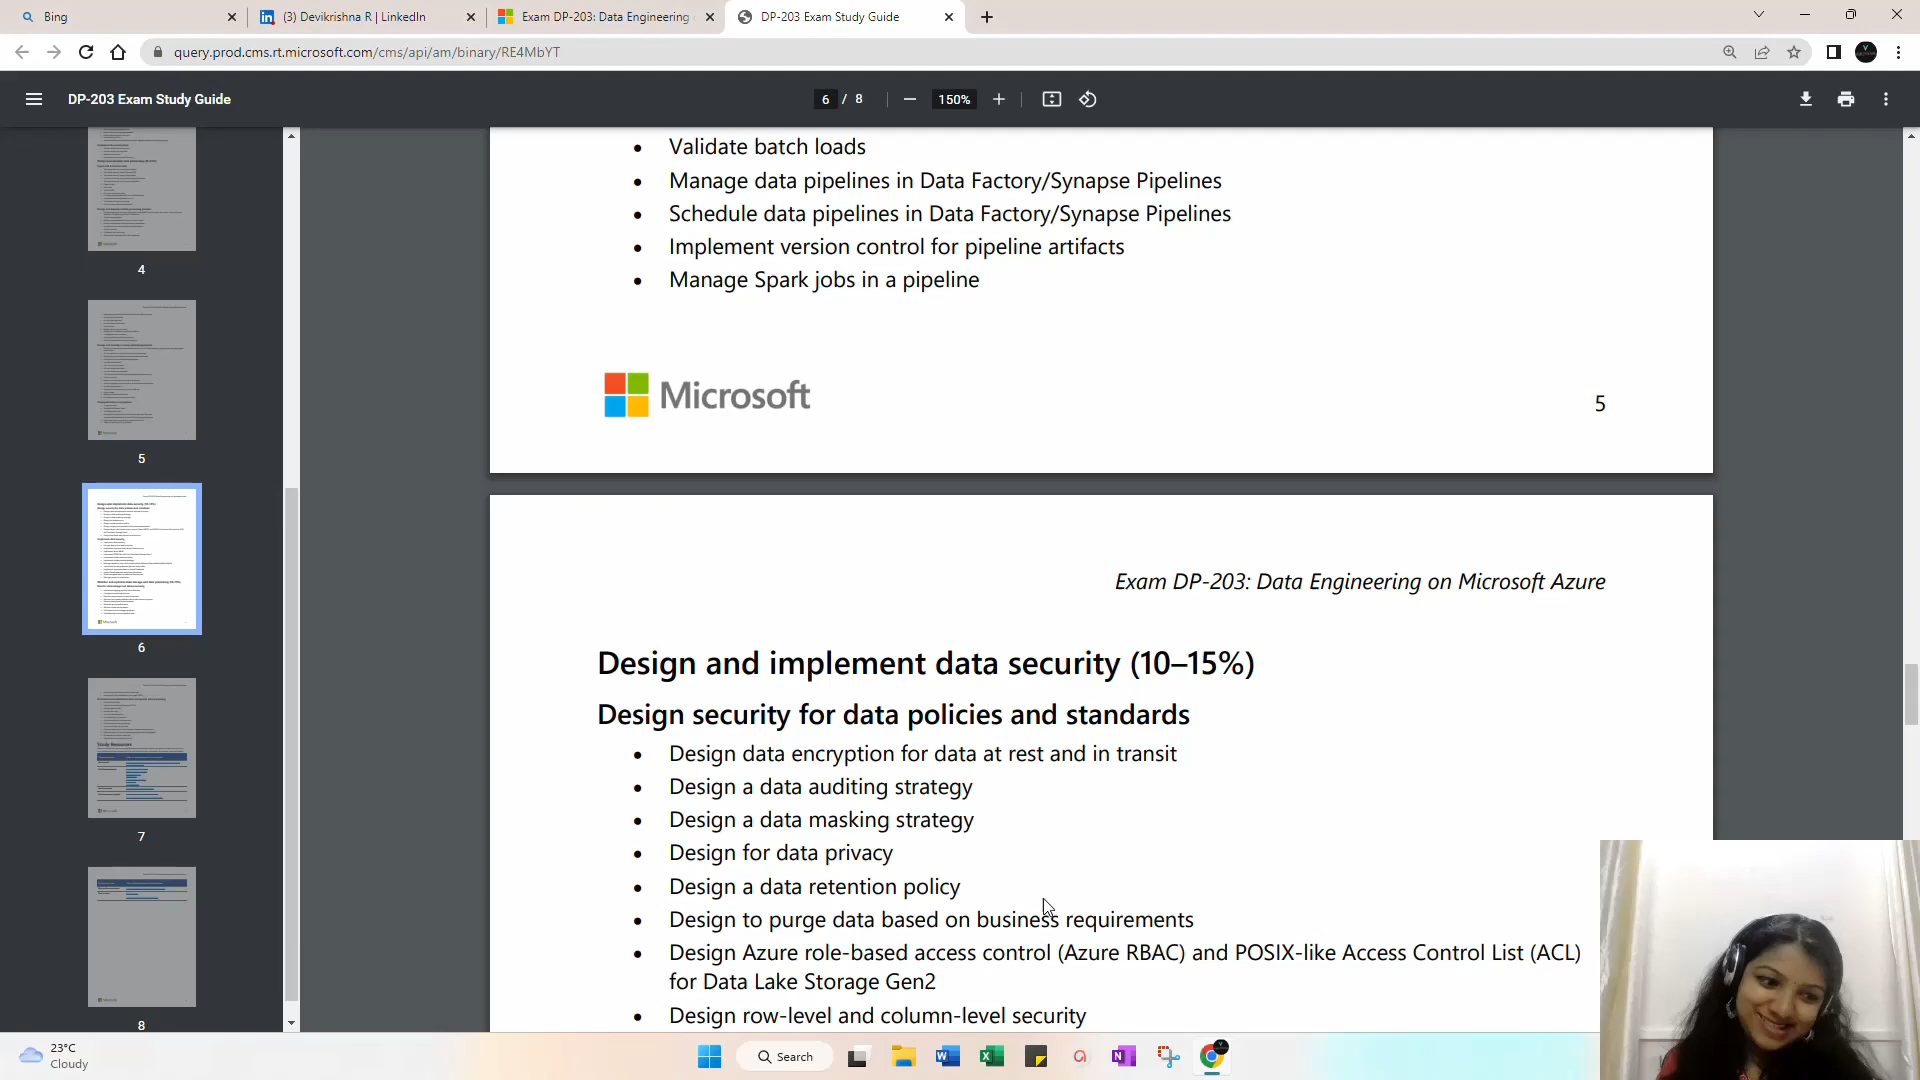 Bing
(3) Devikrishna R | LinkedIn
Exam DP-203: Data Engineering
DP-203 Exam Study Guide
query.prod.cms.rt.microsoft.com/cms/api/am/binary/RE4MbYT
DP-203 Exam Study Guide
6 / 8
150%
4
5
6
7
8
• Validate batch loads
• Manage data pipelines in Data Factory/Synapse Pipelines
• Schedule data pipelines in Data Factory/Synapse Pipelines
• Implement version control for pipeline artifacts
• Manage Spark jobs in a pipeline
Microsoft
5
Exam DP-203: Data Engineering on Microsoft Azure
Design and implement data security (10–15%)
Design security for data policies and standards
• Design data encryption for data at rest and in transit
• Design a data auditing strategy
• Design a data masking strategy
• Design for data privacy
• Design a data retention policy
• Design to purge data based on business requirements
• Design Azure role-based access control (Azure RBAC) and POSIX-like Access Control List (ACL)
for Data Lake Storage Gen2
• Design row-level and column-level security
23°C
Cloudy
Search